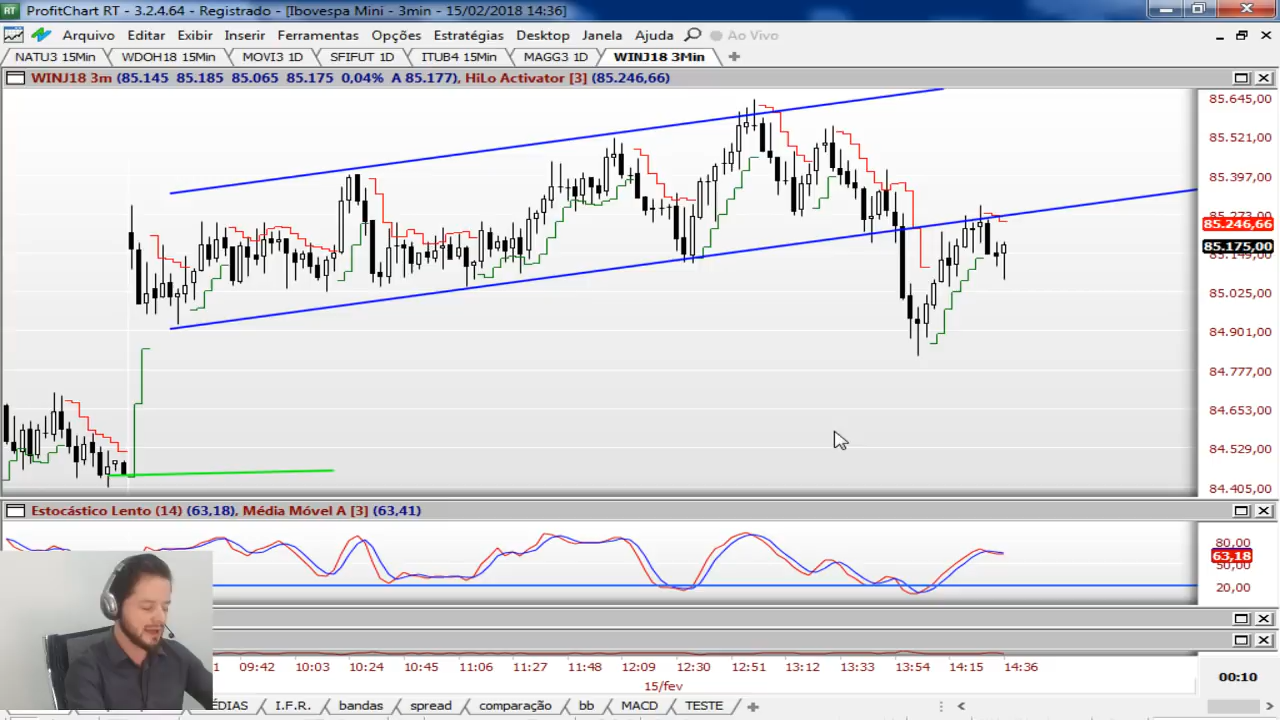 ProfitChart RT - 3.2.4.64 - Registrado - [Ibovespa Mini - 3min - 15/02/2018 14:36]
Arquivo Editar Exibir Inserir Ferramentas Opções Estratégias Desktop Janela Ajuda Ao Vivo
NATU3 15Min WDOH18 15Min MOVI3 1D SFIFUT 1D ITUB4 15Min MAGG3 1D WINJ18 3Min
WINJ18 3m (85.145 85.185 85.065 85.175 0,04% A 85.177), HiLo Activator [3] (85.246,66)
85.645,00
85.521,00
85.397,00
85.273,00
85.246,66
85.175,00
85.149,00
85.025,00
84.901,00
84.777,00
84.653,00
84.529,00
84.405,00
Estocástico Lento (14) (63,18), Média Móvel A [3] (63,41)
80,00
63,18
50,00
20,00
1 09:42 10:03 10:24 10:45 11:06 11:27 11:48 12:09 12:30 12:51 13:12 13:33 13:54 14:15 14:36
15/fev
00:10
ÉDIAS I.F.R. bandas spread comparação bb MACD TESTE